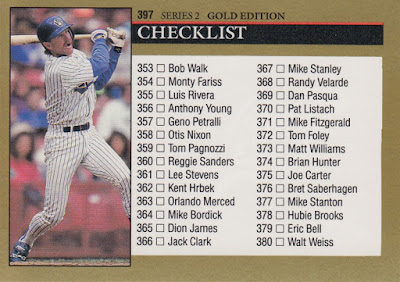 397 SERIES 2 GOLD EDITION
CHECKLIST
353 Bob Walk
354 Monty Fariss
355 Luis Rivera
356 Anthony Young
357 Geno Petralli
358 Otis Nixon
359 Tom Pagnozzi
360 Reggie Sanders
361 Lee Stevens
362 Kent Hrbek
363 Orlando Merced
364 Mike Bordick
365 Dion James
366 Jack Clark
367 Mike Stanley
368 Randy Velarde
369 Dan Pasqua
370 Pat Listach
371 Mike Fitzgerald
372 Tom Foley
373 Matt Williams
374 Brian Hunter
375 Joe Carter
376 Bret Saberhagen
377 Mike Stanton
378 Hubie Brooks
379 Eric Bell
380 Walt Weiss